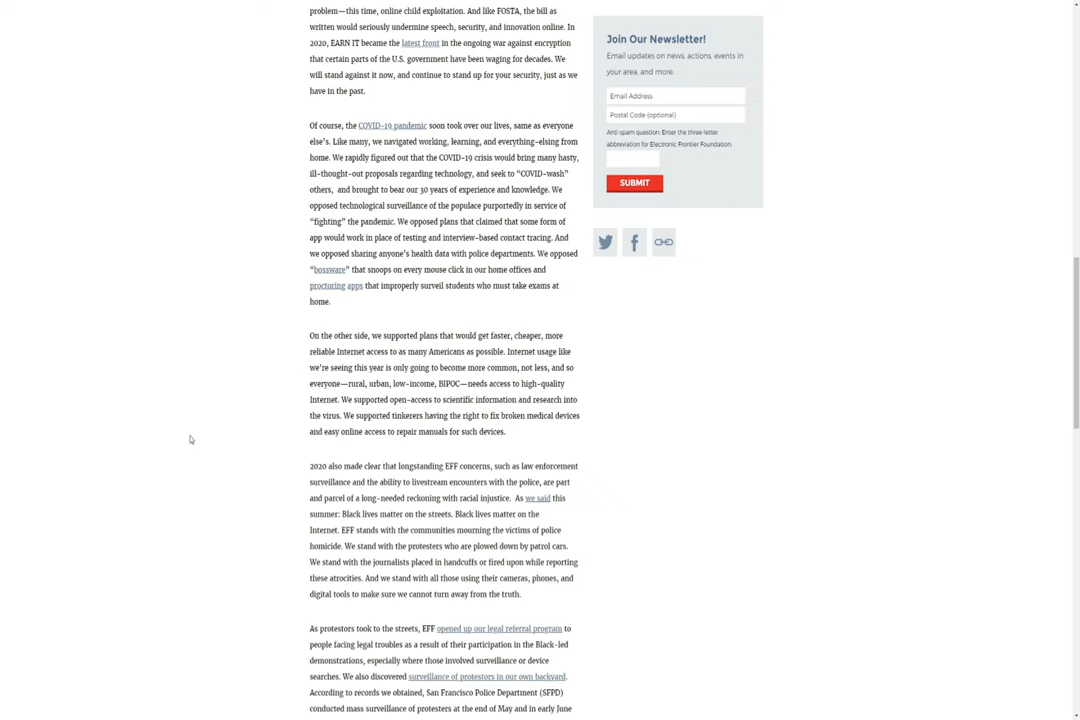 problem—this time, online child exploitation. And like FOSTA, the bill as
written would seriously undermine speech, security, and innovation online. In
2020, EARN IT became the latest front in the ongoing war against encryption
that certain parts of the U.S. government have been waging for decades. We
will stand against it now, and continue to stand up for your security, just as we
have in the past.
Of course, the COVID-19 pandemic soon took over our lives, same as everyone
else's. Like many, we navigated working, learning, and everything-elsing from
home. We rapidly figured out that the COVID-19 crisis would bring many hasty,
ill-thought-out proposals regarding technology, and seek to “COVID-wash”
others,  and brought to bear our 30 years of experience and knowledge. We
opposed technological surveillance of the populace purportedly in service of
“fighting” the pandemic. We opposed plans that claimed that some form of
app would work in place of testing and interview-based contact tracing. And
we opposed sharing anyone's health data with police departments. We opposed
“bossware” that snoops on every mouse click in our home offices and
proctoring apps that improperly surveil students who must take exams at
home.
On the other side, we supported plans that would get faster, cheaper, more
reliable Internet access to as many Americans as possible. Internet usage like
we're seeing this year is only going to become more common, not less, and so
everyone—rural, urban, low-income, BIPOC—needs access to high-quality
Internet. We supported open-access to scientific information and research into
the virus. We supported tinkerers having the right to fix broken medical devices
and easy online access to repair manuals for such devices.
2020 also made clear that longstanding EFF concerns, such as law enforcement
surveillance and the ability to livestream encounters with the police, are part
and parcel of a long-needed reckoning with racial injustice.  As we said this
summer: Black lives matter on the streets. Black lives matter on the
Internet. EFF stands with the communities mourning the victims of police
homicide. We stand with the protesters who are plowed down by patrol cars.
We stand with the journalists placed in handcuffs or fired upon while reporting
these atrocities. And we stand with all those using their cameras, phones, and
digital tools to make sure we cannot turn away from the truth.
As protestors took to the streets, EFF opened up our legal referral program to
people facing legal troubles as a result of their participation in the Black-led
demonstrations, especially where those involved surveillance or device
searches. We also discovered surveillance of protestors in our own backyard.
According to records we obtained, San Francisco Police Department (SFPD)
conducted mass surveillance of protesters at the end of May and in early June
Join Our Newsletter!
Email updates on news, actions, events in
your area, and more.
Email Address
Postal Code (optional)
Anti-spam question: Enter the three-letter
abbreviation for Electronic Frontier Foundation:
SUBMIT